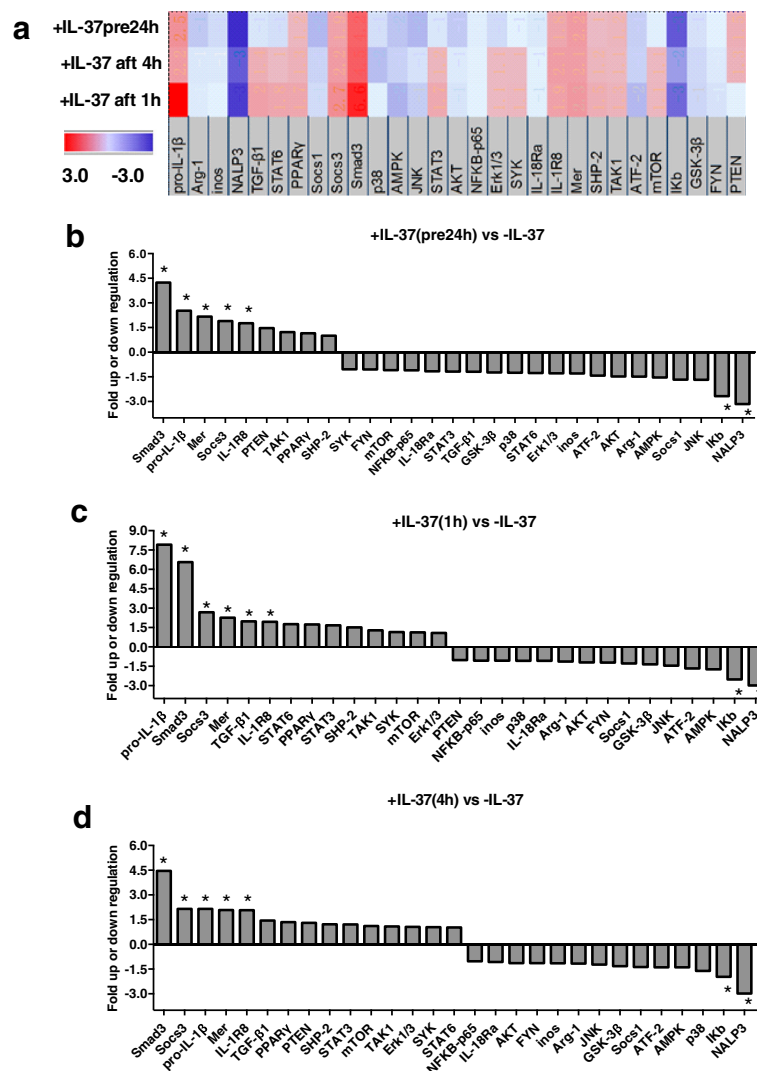 a
+IL-37pre24h
+IL-37 aft 4h
+IL-37 aft 1h
3.0 -3.0
pro-IL-1β Arg-1 inos NALP3 TGF-β1 STAT6 PPARγ Socs1 Socs3 Smad3 p38 AMPK JNK STAT3 AKT NFKB-p65 Erk1/3 SYK IL-18Ra IL-1R8 Mer SHP-2 TAK1 ATF-2 mTOR IKb GSK-3β FYN PTEN
b
+IL-37(pre24h) vs -IL-37
Fold up or down regulation
6.0
4.5
3.0
1.5
0.0
-1.5
-3.0
* * * * * * *
Smad3 pro-IL-1β Mer Socs3 IL-1R8 PTEN TAK1 PPARγ SHP-2 SYK FYN mTOR NFKB-p65 IL-18Ra STAT3 TGF-β1 GSK-3β p38 STAT6 Erk1/3 inos ATF-2 AKT Arg-1 AMPK Socs1 JNK IKb NALP3
c
+IL-37(1h) vs -IL-37
Fold up or down regulation
9.0
7.5
6.0
4.5
3.0
1.5
0.0
-1.5
-3.0
* * * * * * *
pro-IL-1β Smad3 Socs3 Mer TGF-β1 IL-1R8 STAT6 PPARγ STAT3 SHP-2 TAK1 SYK mTOR Erk1/3 PTEN NFKB-p65 inos p38 IL-18Ra Arg-1 AKT FYN Socs1 GSK-3β JNK ATF-2 AMPK IKb NALP3
d
+IL-37(4h) vs -IL-37
Fold up or down regulation
6.0
4.5
3.0
1.5
0.0
-1.5
-3.0
* * * * * * *
Smad3 Socs3 pro-IL-1β Mer IL-1R8 TGF-β1 PPARγ PTEN SHP-2 STAT3 mTOR TAK1 Erk1/3 SYK STAT6 NFKB-p65 IL-18Ra AKT FYN inos Arg-1 JNK GSK-3β Socs1 ATF-2 AMPK p38 IKb NALP3